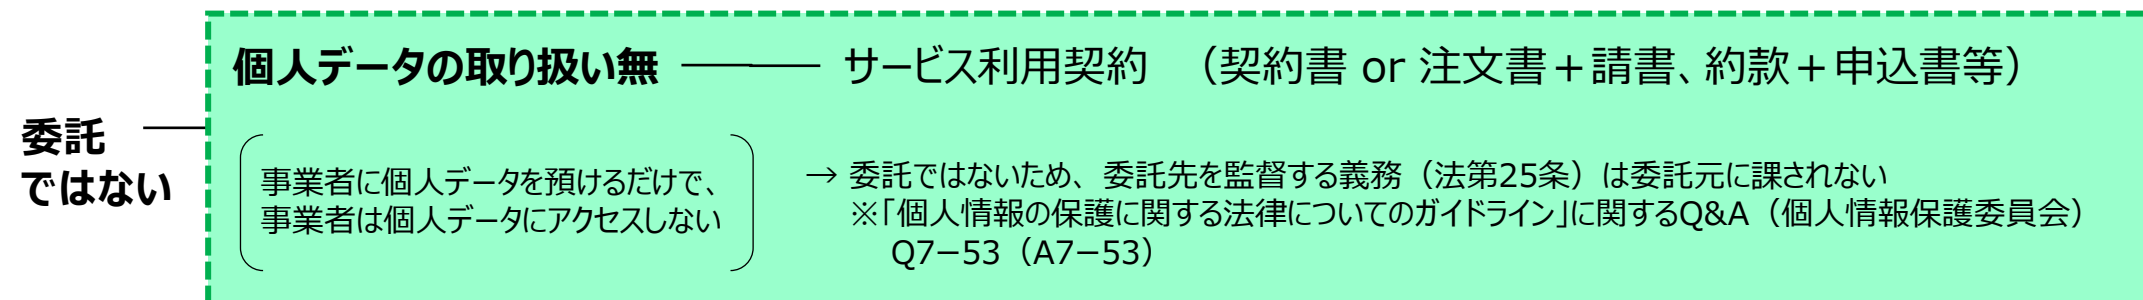 委託
ではない
個人データの取り扱い無 サービス利用契約 （契約書 or 注文書＋請書、約款＋申込書等）
事業者に個人データを預けるだけで、
事業者は個人データにアクセスしない
→ 委託ではないため、委託先を監督する義務（法第25条）は委託元に課されない
※「個人情報の保護に関する法律についてのガイドライン」に関するQ&A（個人情報保護委員会）
Q7－53（A7－53）